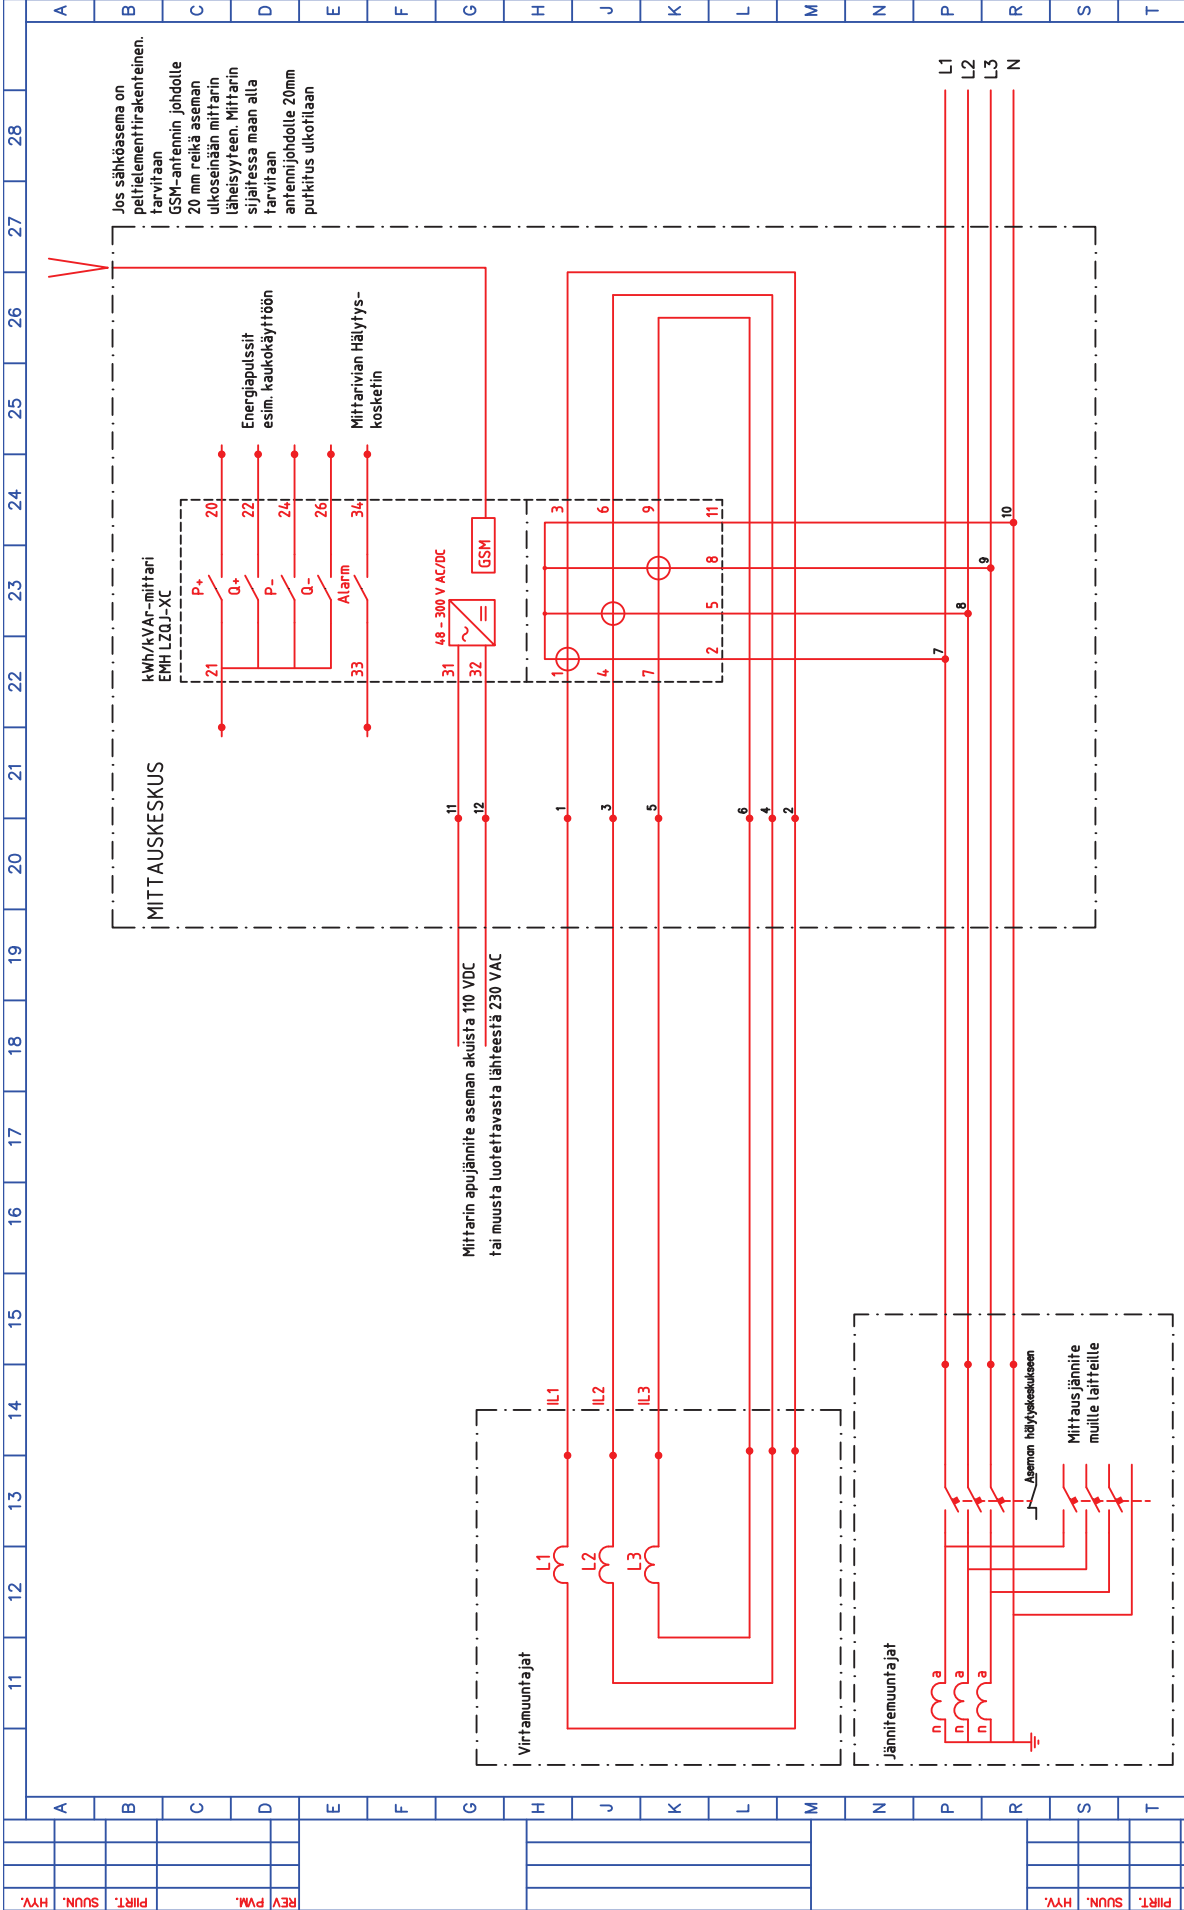 A B C D E F G H J K L M N P R S T
28 27 26 25 24 23 22 21 20 19 18 17 16 15 14 13 12 11
Jos sähköasema on
peltielementtirakenteinen.
tarvitaan
GSM-antennin johdolle
20 mm reikä aseman
ulkoseinään mittarin
läheisyyteen. Mittarin
sijaitessa maan alla
tarvitaan
antennijohdolle 20mm
putkitus ulkotilaan
MITTAUSKESKUS
kWh/kVAr-mittari
EMH LZQJ-XC
21 P+ 20
Q+ 22
P- 24
Q- 26
33 Alarm 34
Energiapulssit
esim. kaukokäyttöön
Mittarivian Hälytys-
kosketin
48 - 300 V AC/DC
31
32
GSM
1 3
4 6
7 9
2 5 8 11
11
12
1
3
5
6
4
2
7
8
9
10
L1
L2
L3
N
Mittarin apujännite aseman akuista 110 VDC
tai muusta luotettavasta lähteestä 230 VAC
IL1
IL2
IL3
L1
L2
L3
Virtamuuntajat
Jännitemuuntajat
n a
n a
n a
Aseman hälytyskeskukseen
Mittausjännite
muille laitteille
A B C D E F G H J K L M N P R S T
HYV.
SUUN.
PIIRT.
PVM.
REV
HYV.
SUUN.
PIIRT.